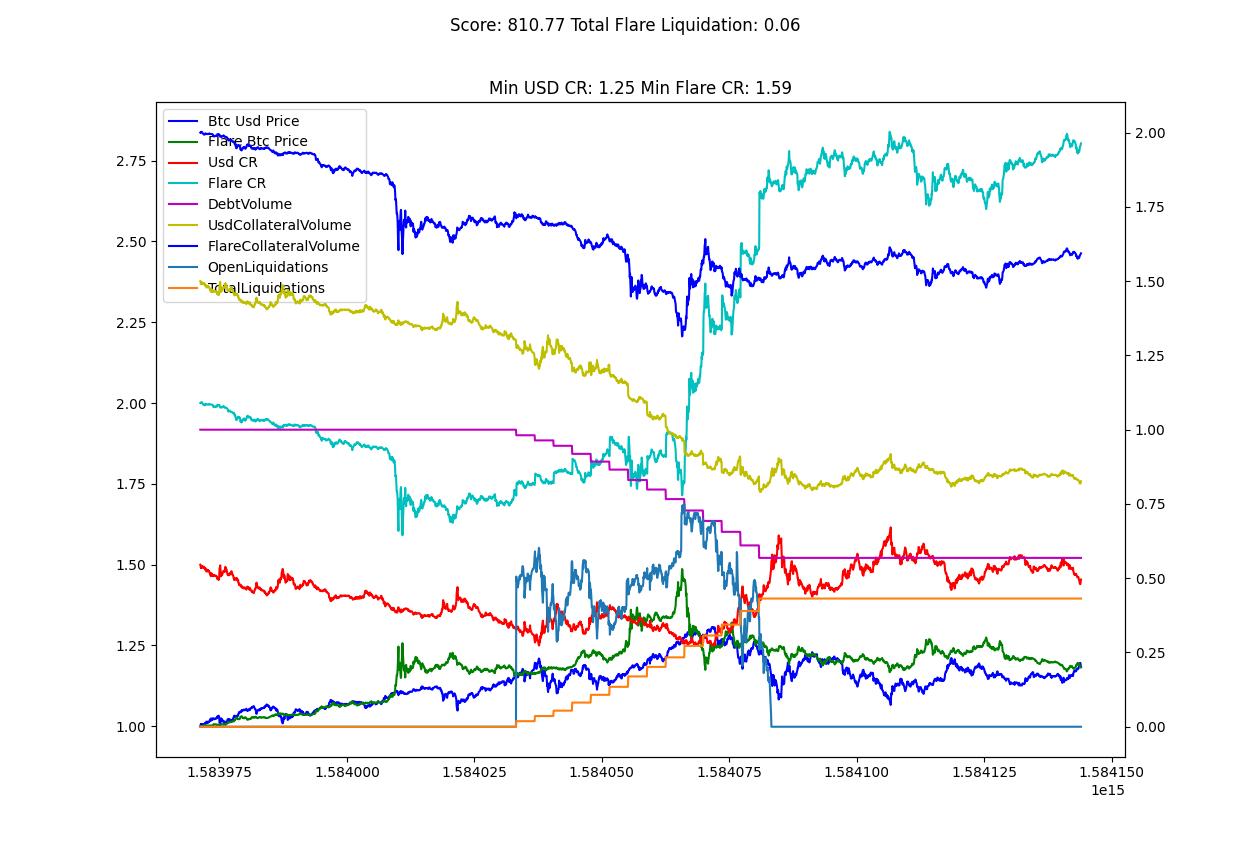 Score: 810.77 Total Flare Liquidation: 0.06
Min USD CR: 1.25 Min Flare CR: 1.59
Btc Usd Price
Flare Btc Price
Usd CR
Flare CR
DebtVolume
UsdCollateralVolume
FlareCollateralVolume
OpenLiquidations
TotalLiquidations
2.75
2.50
2.25
2.00
1.75
1.50
1.25
1.00
2.00
1.75
1.50
1.25
1.00
0.75
0.50
0.25
0.00
1.583975
1.584000
1.584025
1.584050
1.584075
1.584100
1.584125
1.584150
1e15